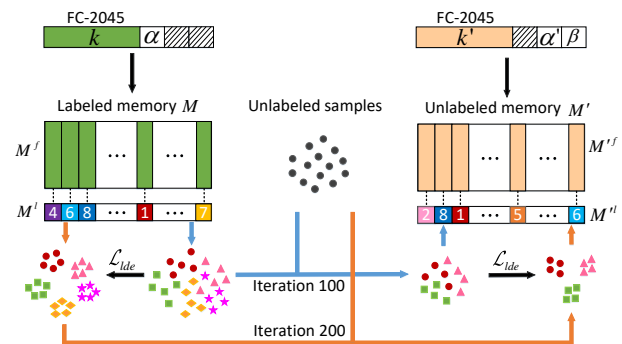 FC-2045
k α
Labeled memory M
M^f ... ...
M^l 4 6 8 ... 1 ... 7
L_lde
Unlabeled samples
Iteration 100
Iteration 200
FC-2045
k' α' β
Unlabeled memory M'
... ... M'^f
2 8 1 ... 5 ... 6 M'^l
L_lde